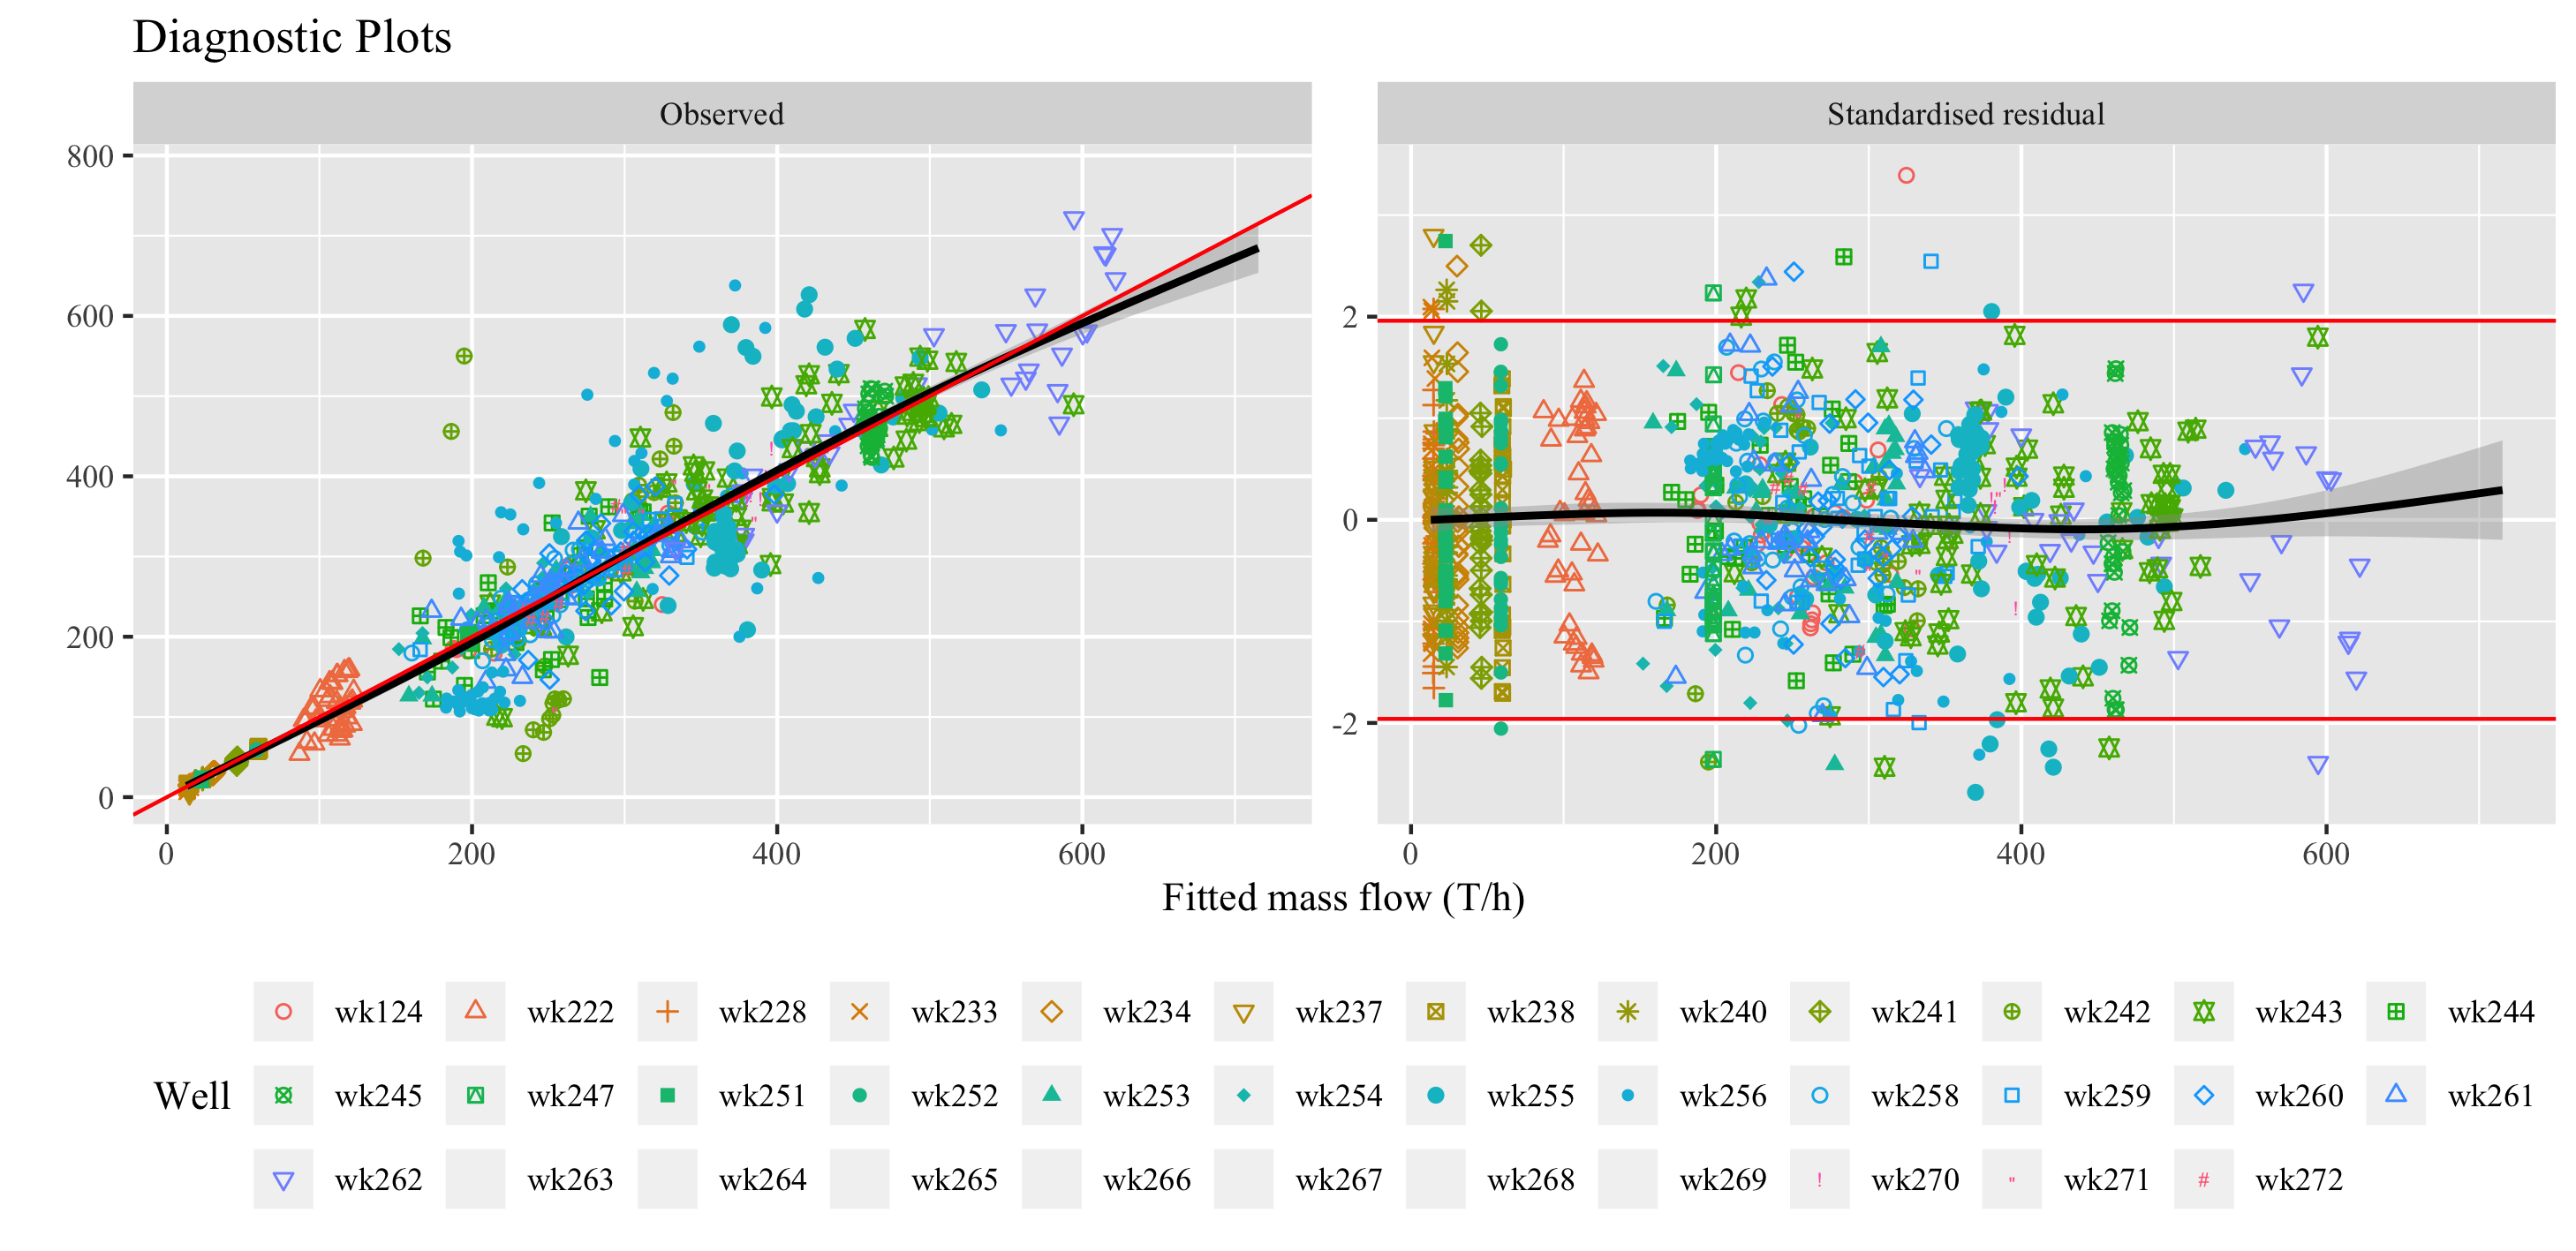 Diagnostic Plots
Observed
Standardised residual
800
600
400
200
0
2
0
-2
0 200 400 600
0 200 400 600
Fitted mass flow (T/h)
wk124 wk222 wk228 wk233 wk234 wk237 wk238 wk240 wk241 wk242 wk243 wk244
Well wk245 wk247 wk251 wk252 wk253 wk254 wk255 wk256 wk258 wk259 wk260 wk261
wk262 wk263 wk264 wk265 wk266 wk267 wk268 wk269 ! wk270 " wk271 # wk272